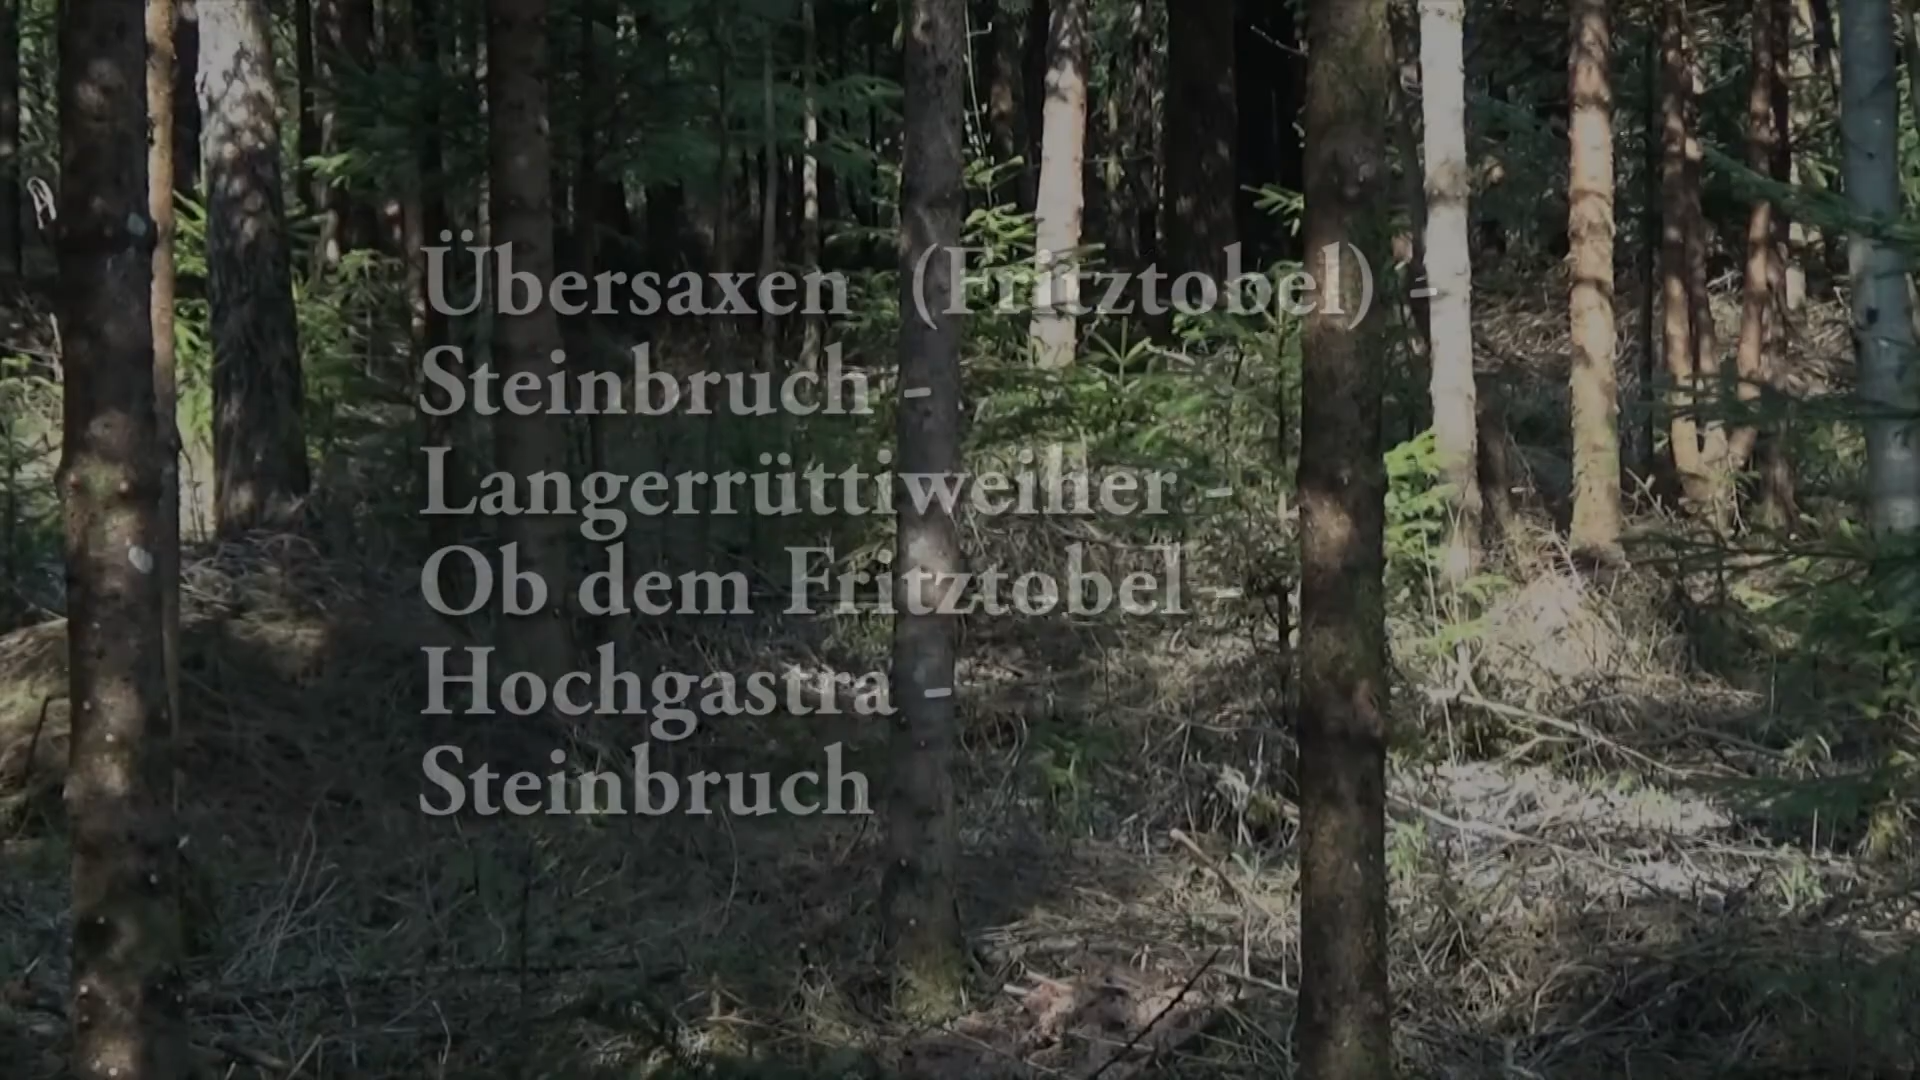 Übersaxen (Fritztobel) -
Steinbruch -
Langerrüttiweiher -
Ob dem Fritztobel -
Hochgastra -
Steinbruch